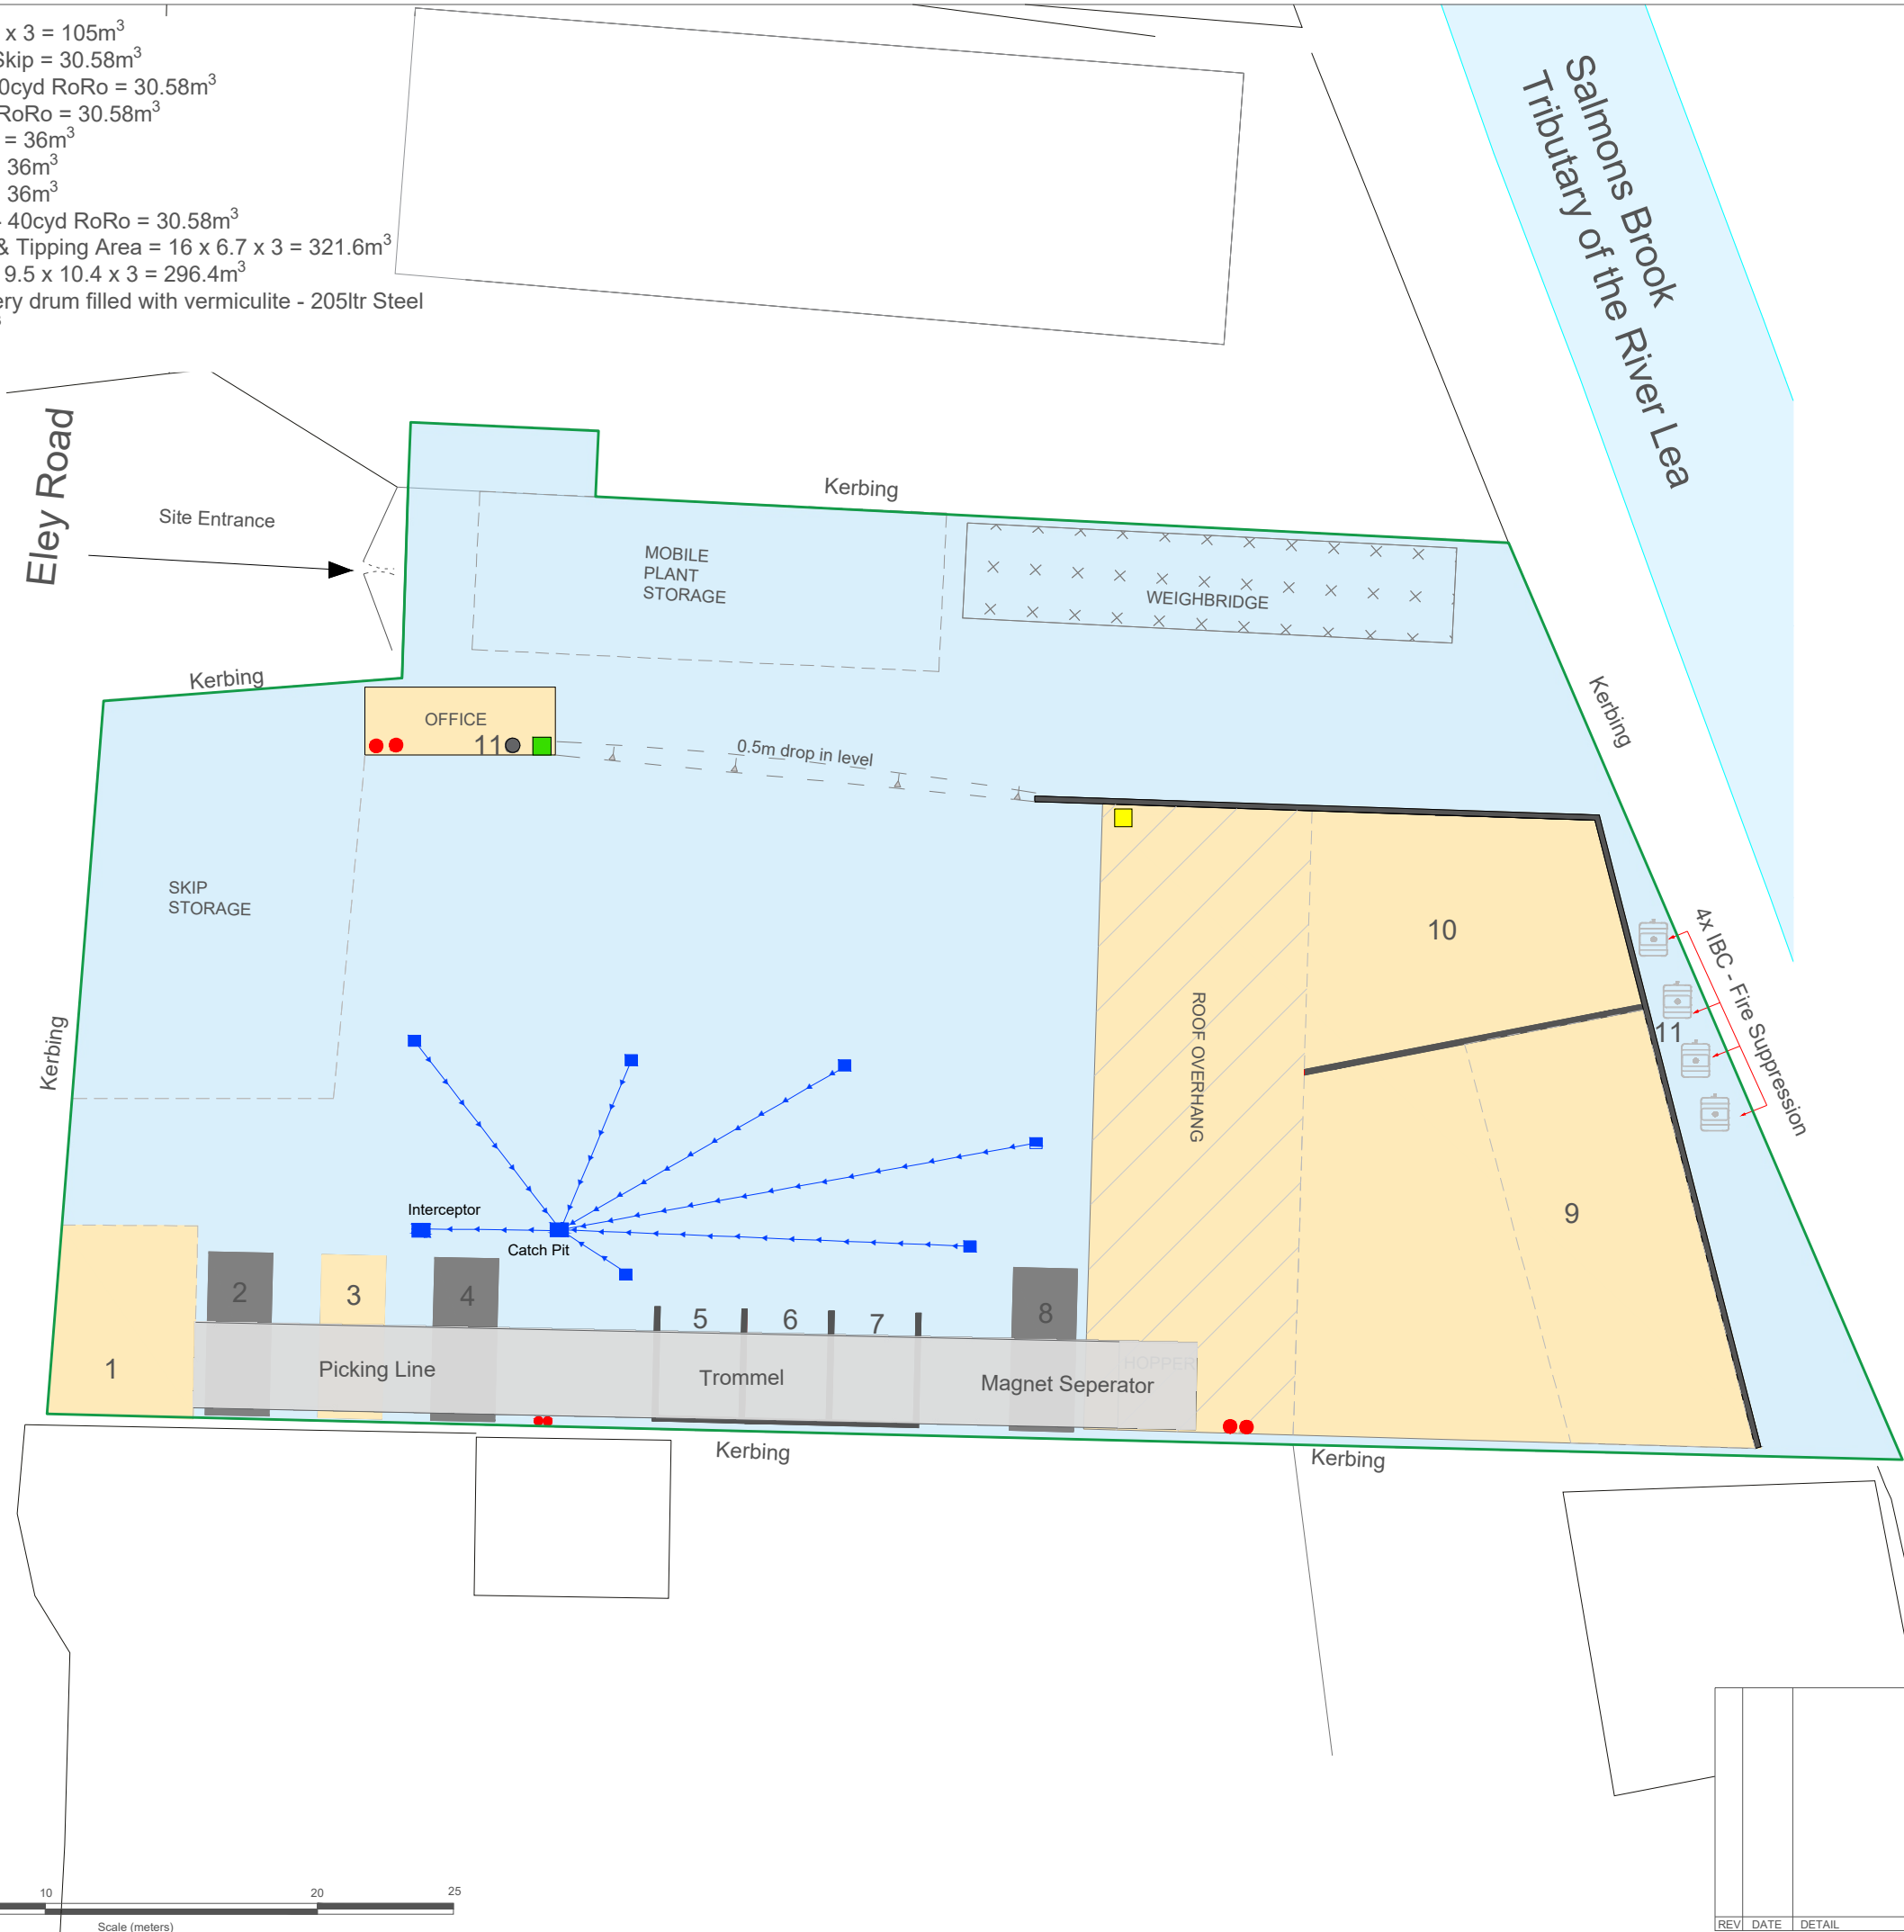 x 3 = 105m³
Skip = 30.58m³
0cyd RoRo = 30.58m³
RoRo = 30.58m³
= 36m³
36m³
36m³
40cyd RoRo = 30.58m³
& Tipping Area = 16 x 6.7 x 3 = 321.6m³
9.5 x 10.4 x 3 = 296.4m³
ery drum filled with vermiculite - 205ltr Steel
Salmons Brook
Tributary of the River Lea
Eley Road
Site Entrance
Kerbing
MOBILE
PLANT
STORAGE
WEIGHBRIDGE
Kerbing
Kerbing
OFFICE
11
0.5m drop in level
SKIP
STORAGE
10
ROOF OVERHANG
4x IBC - Fire Suppression
11
Kerbing
9
Interceptor
Catch Pit
1
2
3
4
5
6
7
8
HOPPER
Picking Line
Trommel
Magnet Seperator
Kerbing
Kerbing
10
20
25
Scale (meters)
REV
DATE
DETAIL